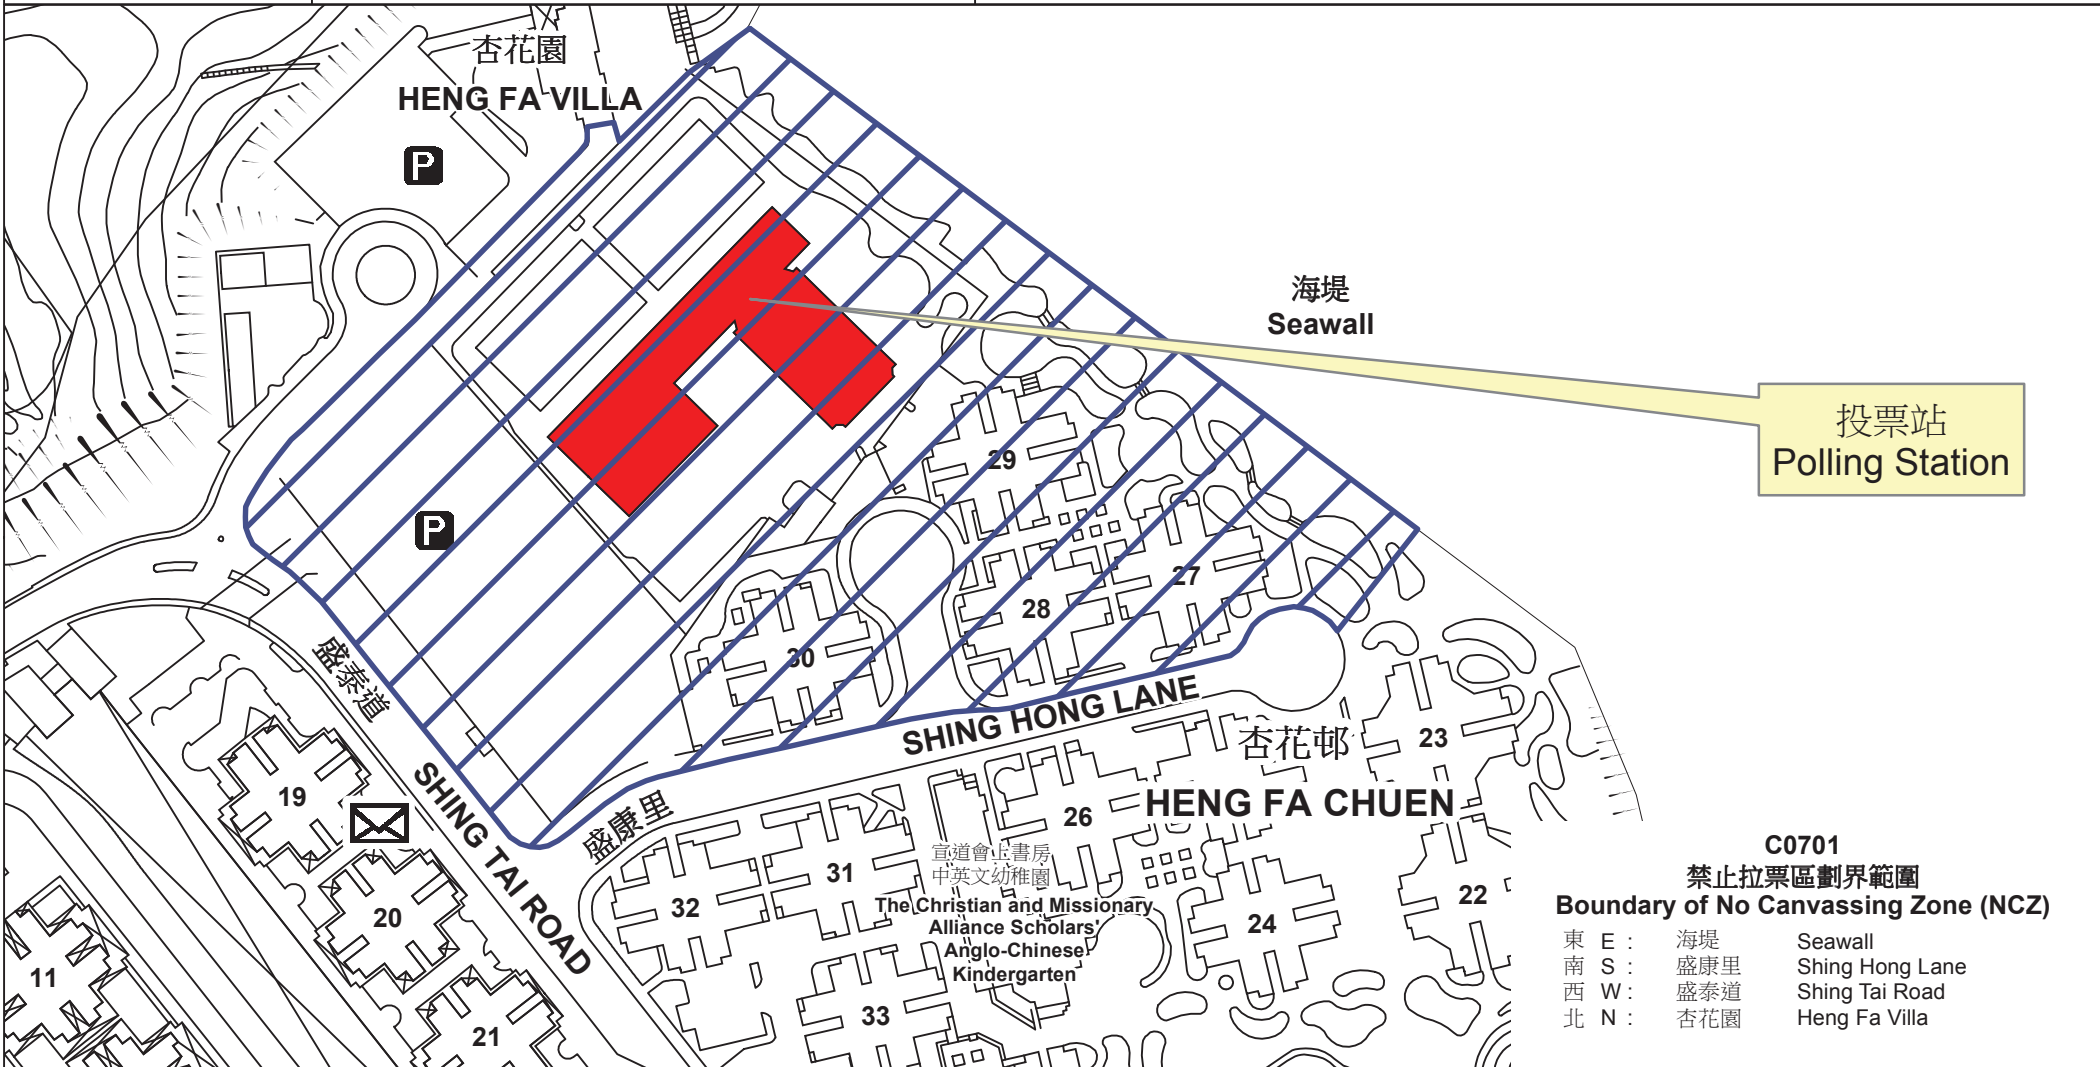 杏花園
HENG FA VILLA
P
海堤
Seawall
投票站
Polling Station
29
P
27
28
30
盛泰道
SHING HONG LANE
杏花邨
23
19
SHING TAI ROAD
盛康里
26
HENG FA CHUEN
宣道會上書房
中英文幼稚園
The Christian and Missionary
Alliance Scholars'
Anglo-Chinese
Kindergarten
31
32
20
24
22
11
21
33
C0701
禁止拉票區劃界範圍
Boundary of No Canvassing Zone (NCZ)
東 E : 海堤 Seawall
南 S : 盛康里 Shing Hong Lane
西 W : 盛泰道 Shing Tai Road
北 N : 杏花園 Heng Fa Villa